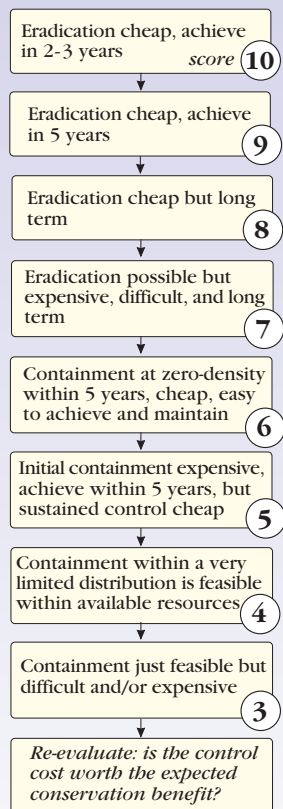 Eradication cheap, achieve
in 2-3 years
score 10
Eradication cheap, achieve
in 5 years
9
Eradication cheap but long
term
8
Eradication possible but
expensive, difficult, and long
term
7
Containment at zero-density
within 5 years, cheap, easy
to achieve and maintain
6
Initial containment expensive,
achieve within 5 years, but
sustained control cheap
5
Containment within a very
limited distribution is feasible
within available resources
4
Containment just feasible but
difficult and/or expensive
3
Re-evaluate: is the control
cost worth the expected
conservation benefit?